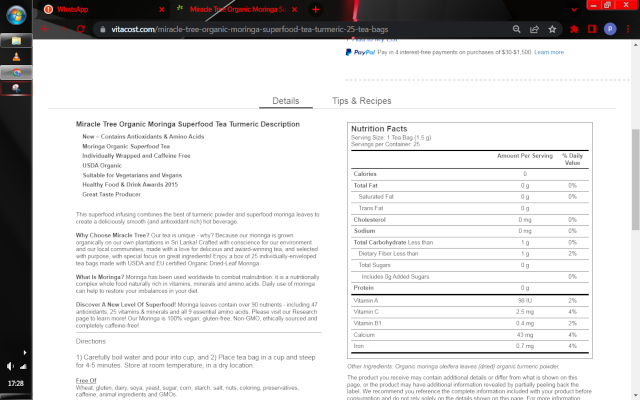 WhatsApp
Miracle Tree Organic Moringa Su
vitacost.com/miracle-tree-organic-moringa-superfood-tea-turmeric-25-tea-bags
PayPal Pay in 4 interest-free payments on purchases of $30-$1,500. Learn more
Details
Tips & Recipes
Miracle Tree Organic Moringa Superfood Tea Turmeric Description
New – Contains Antioxidants & Amino Acids
Moringa Organic Superfood Tea
Individually Wrapped and Caffeine Free
USDA Organic
Suitable for Vegetarians and Vegans
Healthy Food & Drink Awards 2015
Great Taste Producer
This superfood infusing combines the best of turmeric powder and superfood moringa leaves to
create a deliciously smooth (and antioxidant-rich) hot beverage.
Why Choose Miracle Tree? Our tea is unique - why? Because our moringa is grown
organically on our own plantations in Sri Lanka! Crafted with conscience for our environment
and our local communities, made with a love for delicious and award-winning tea, and selected
with purpose, with special focus on great ingredients! Enjoy a box of 25 individually-enveloped
tea bags made with USDA and EU certified Organic Dried-Leaf Moringa.
What Is Moringa? Moringa has been used worldwide to combat malnutrition. it is a nutritionally
complex whole food naturally rich in vitamins, minerals and amino acids. Daily use of moringa
can help to restore your imbalances in your diet.
Discover A New Level Of Superfood! Moringa leaves contain over 90 nutrients - including 47
antioxidants, 25 vitamins & minerals and all 9 essential amino acids. Please visit our Research
page to learn more! Our Moringa is 100% vegan, gluten-free, Non-GMO, ethically sourced and
completely caffeine-free!
Directions
1) Carefully boil water and pour into cup, and 2) Place tea bag in a cup and steep
for 4-5 minutes. Store at room temperature, in a dry location.
Free Of
Wheat, gluten, dairy, soya, yeast, sugar, corn, starch, salt, nuts, coloring, preservatives,
caffeine, animal ingredients and GMOs.
Nutrition Facts
Serving Size: 1 Tea Bag (1.5 g)
Servings per Container: 25
Amount Per Serving % Daily Value
Calories 0
Total Fat 0 g 0%
Saturated Fat 0 g 0%
Trans Fat 0 g
Cholesterol 0 mg 0%
Sodium 0 mg 0%
Total Carbohydrate Less than 1 g 0%
Dietary Fiber Less than 1 g 2%
Total Sugars 0 g
Includes 0g Added Sugars 0%
Protein 0 g
Vitamin A 98 IU 2%
Vitamin C 2.5 mg 4%
Vitamin B1 0.4 mg 2%
Calcium 43 mg 4%
Iron 0.7 mg 4%
Other Ingredients: Organic moringa oleifera leaves (dried) organic turmeric powder.
The product you receive may contain additional details or differ from what is shown on this
page, or the product may have additional information revealed by partially peeling back the
label. We recommend you reference the complete information included with your product before
consumption and do not rely solely on the details shown on this page. For more information
17:28